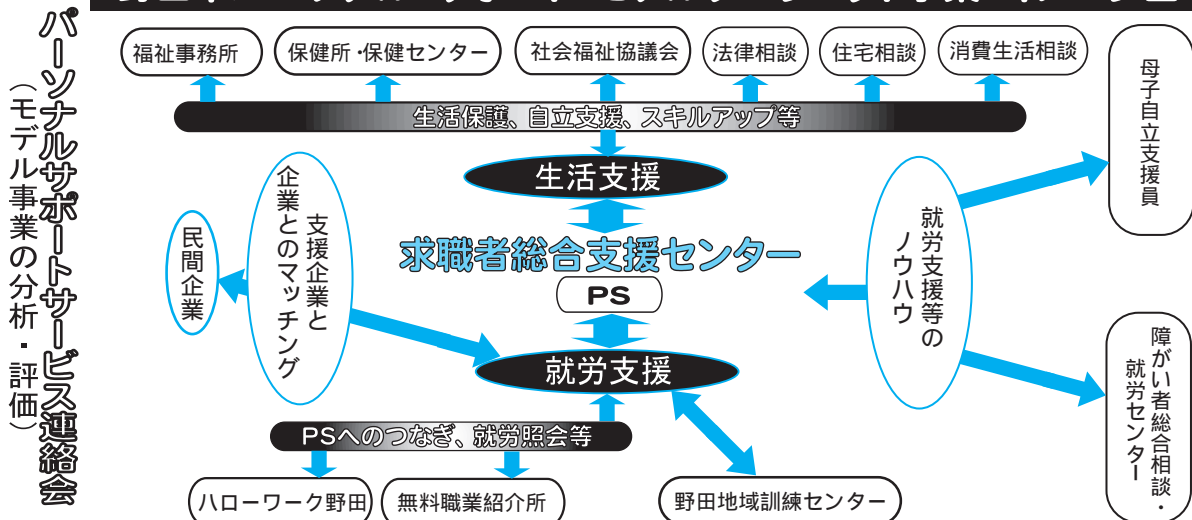 パーソナルサポートサービス連絡会
（モデル事業の分析・評価）
福祉事務所
保健所・保健センター
社会福祉協議会
法律相談
住宅相談
消費生活相談
母子自立支援員
生活保護、自立支援、スキルアップ等
生活支援
企業とのマッチング
支援企業と
民間企業
求職者総合支援センター
PS
就労支援等の
ノウハウ
就労支援
障がい者総合相談・
就労センター
PSへのつなぎ、就労照会等
ハローワーク野田
無料職業紹介所
野田地域訓練センター